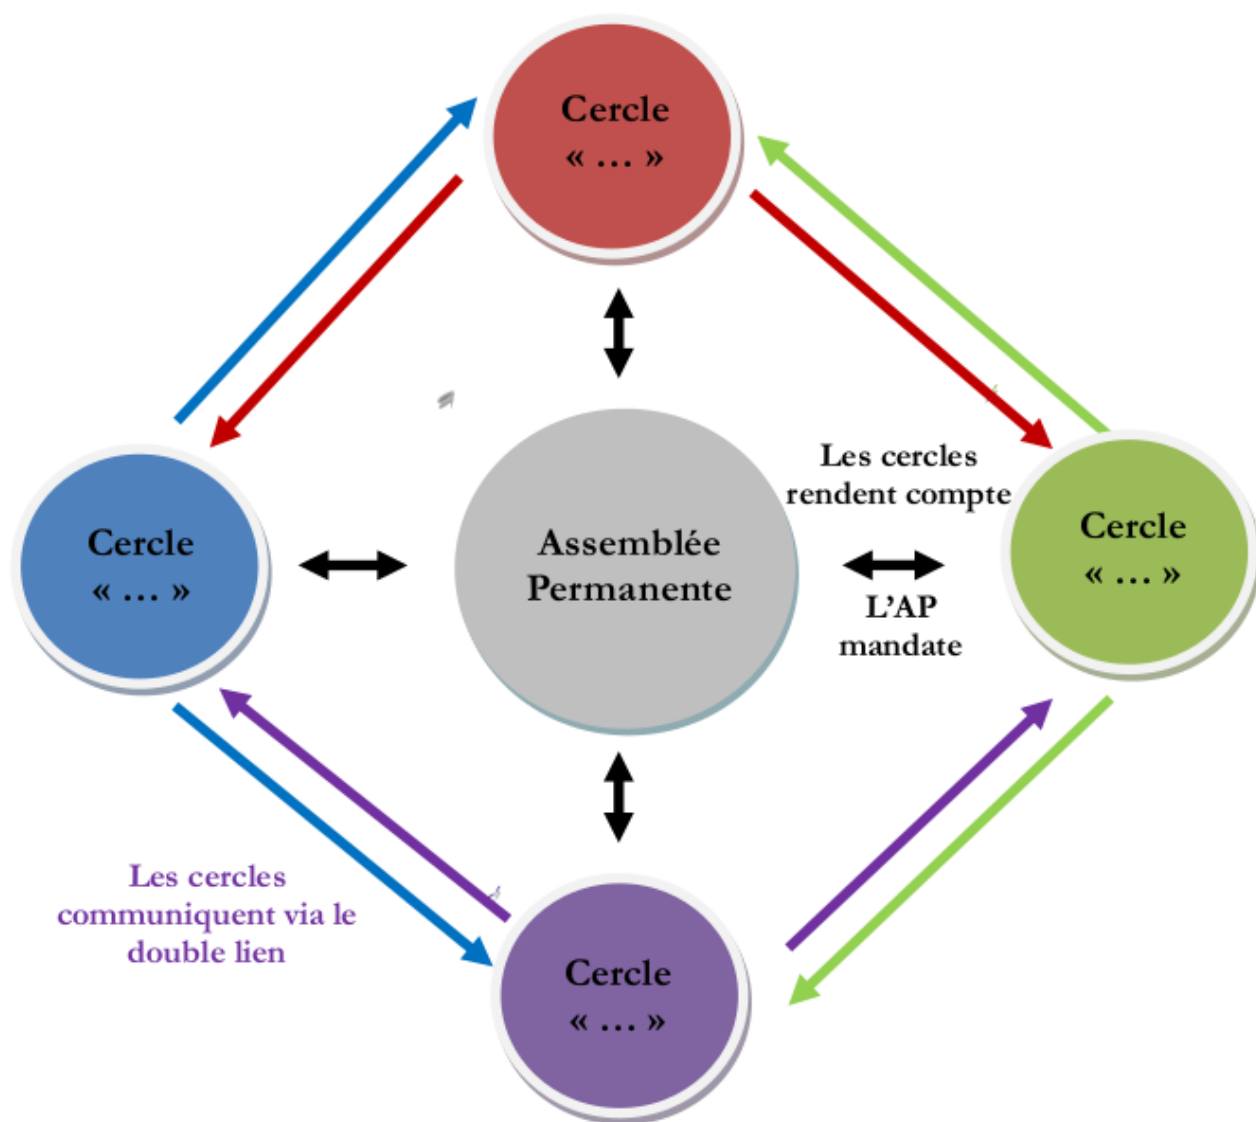 Cercle
« ... »
Les cercles
rendent compte
Cercle
« ... »
Assemblée
Permanente
Cercle
« ... »
L'AP
mandate
Les cercles
communiquent via le
double lien
Cercle
« ... »